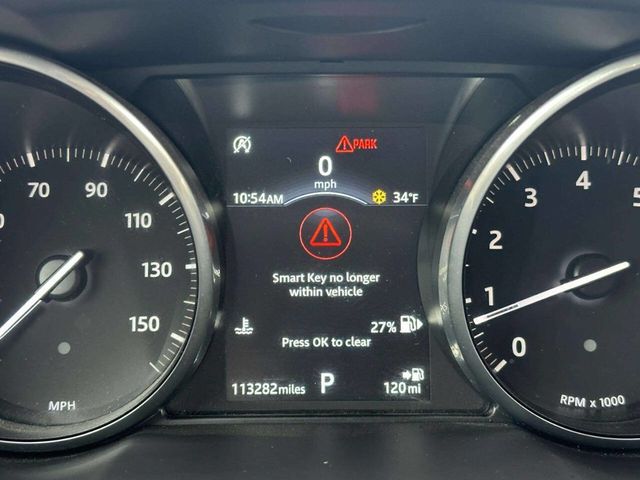 PARK
0
mph
10:54AM 34°F
Smart Key no longer
within vehicle
27%
Press OK to clear
113282miles P 120mi
70 90 110 130 150
MPH
0 1 2 3 4
RPM x 1000